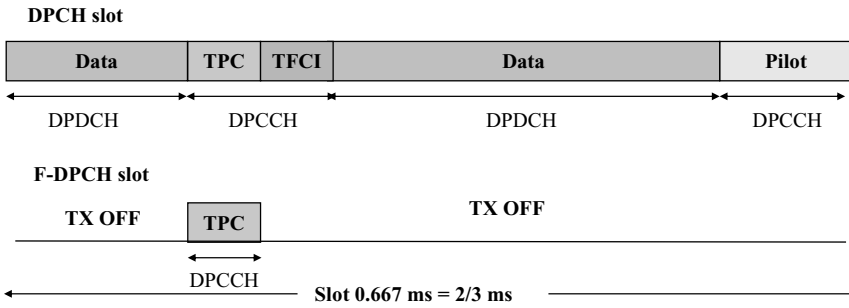 DPCH slot
Data TPC TFCI Data Pilot
DPDCH DPCCH DPDCH DPCCH
F-DPCH slot
TX OFF TPC TX OFF
DPCCH
Slot 0.667 ms = 2/3 ms